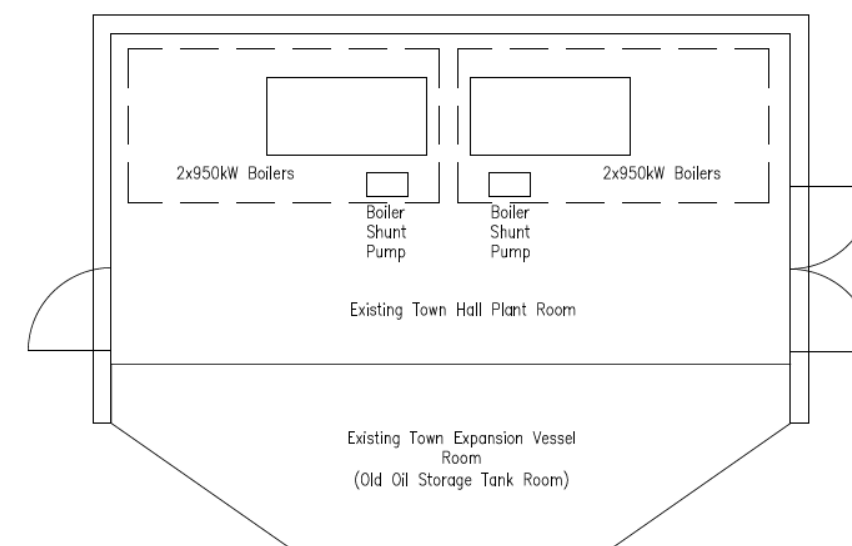 2x950kW Boilers
2x950kW Boilers
Boiler
Shunt
Pump
Boiler
Shunt
Pump
Existing Town Hall Plant Room
Existing Town Expansion Vessel
Room
(Old Oil Storage Tank Room)